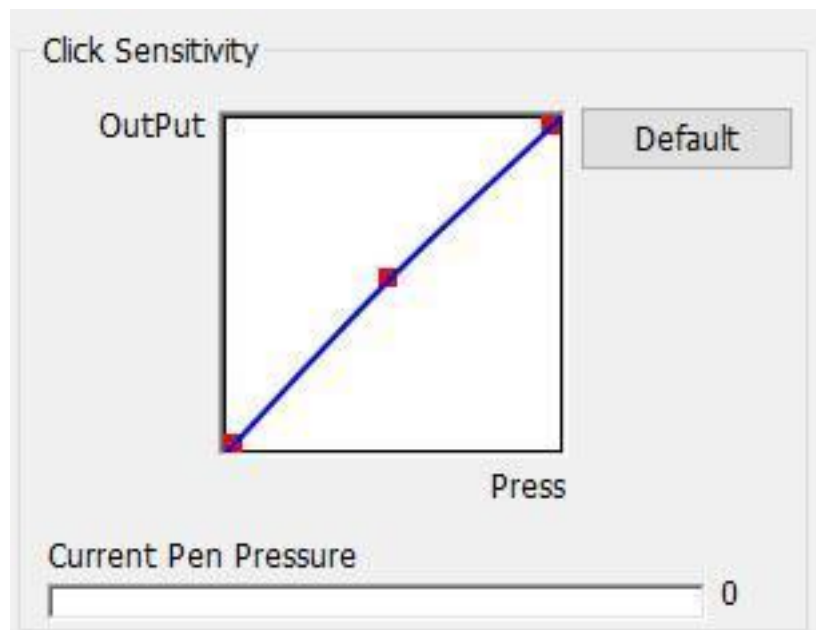 Click Sensitivity
OutPut
Default
Press
Current Pen Pressure
0